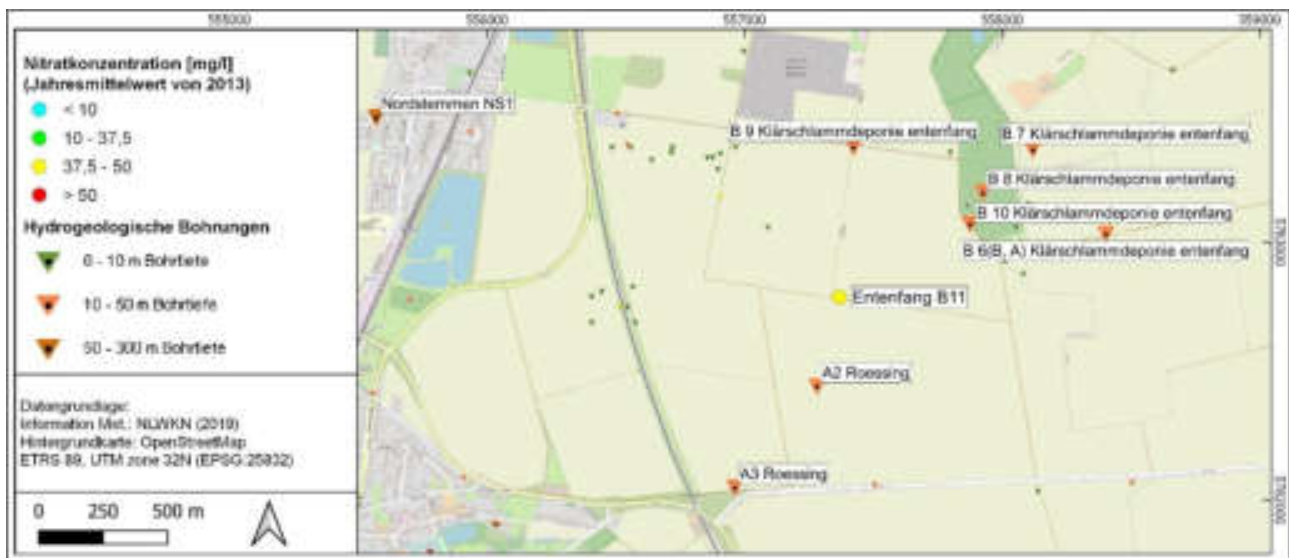 555000 556000 557000 558000 559000
Nitratkonzentration [mg/l]
(Jahresmittelwert von 2013)
< 10
10 - 37,5
37,5 - 50
> 50
Hydrogeologische Bohrungen
0 - 10 m Bohrtiefe
10 - 50 m Bohrtiefe
50 - 300 m Bohrtiefe
Datengrundlage:
Information Mst.: NLWKN (2019)
Hintergrundkarte: OpenStreetMap
ETRS 89, UTM zone 32N (EPSG:25832)
0 250 500 m
Nordstemmen NS1
B 9 Klärschlammdeponie entenfang
B 7 Klärschlammdeponie entenfang
B 8 Klärschlammdeponie entenfang
B 10 Klärschlammdeponie entenfang
B 6(B, A) Klärschlammdeponie entenfang
Entenfang B11
A2 Roessing
A3 Roessing
5763000
5762000